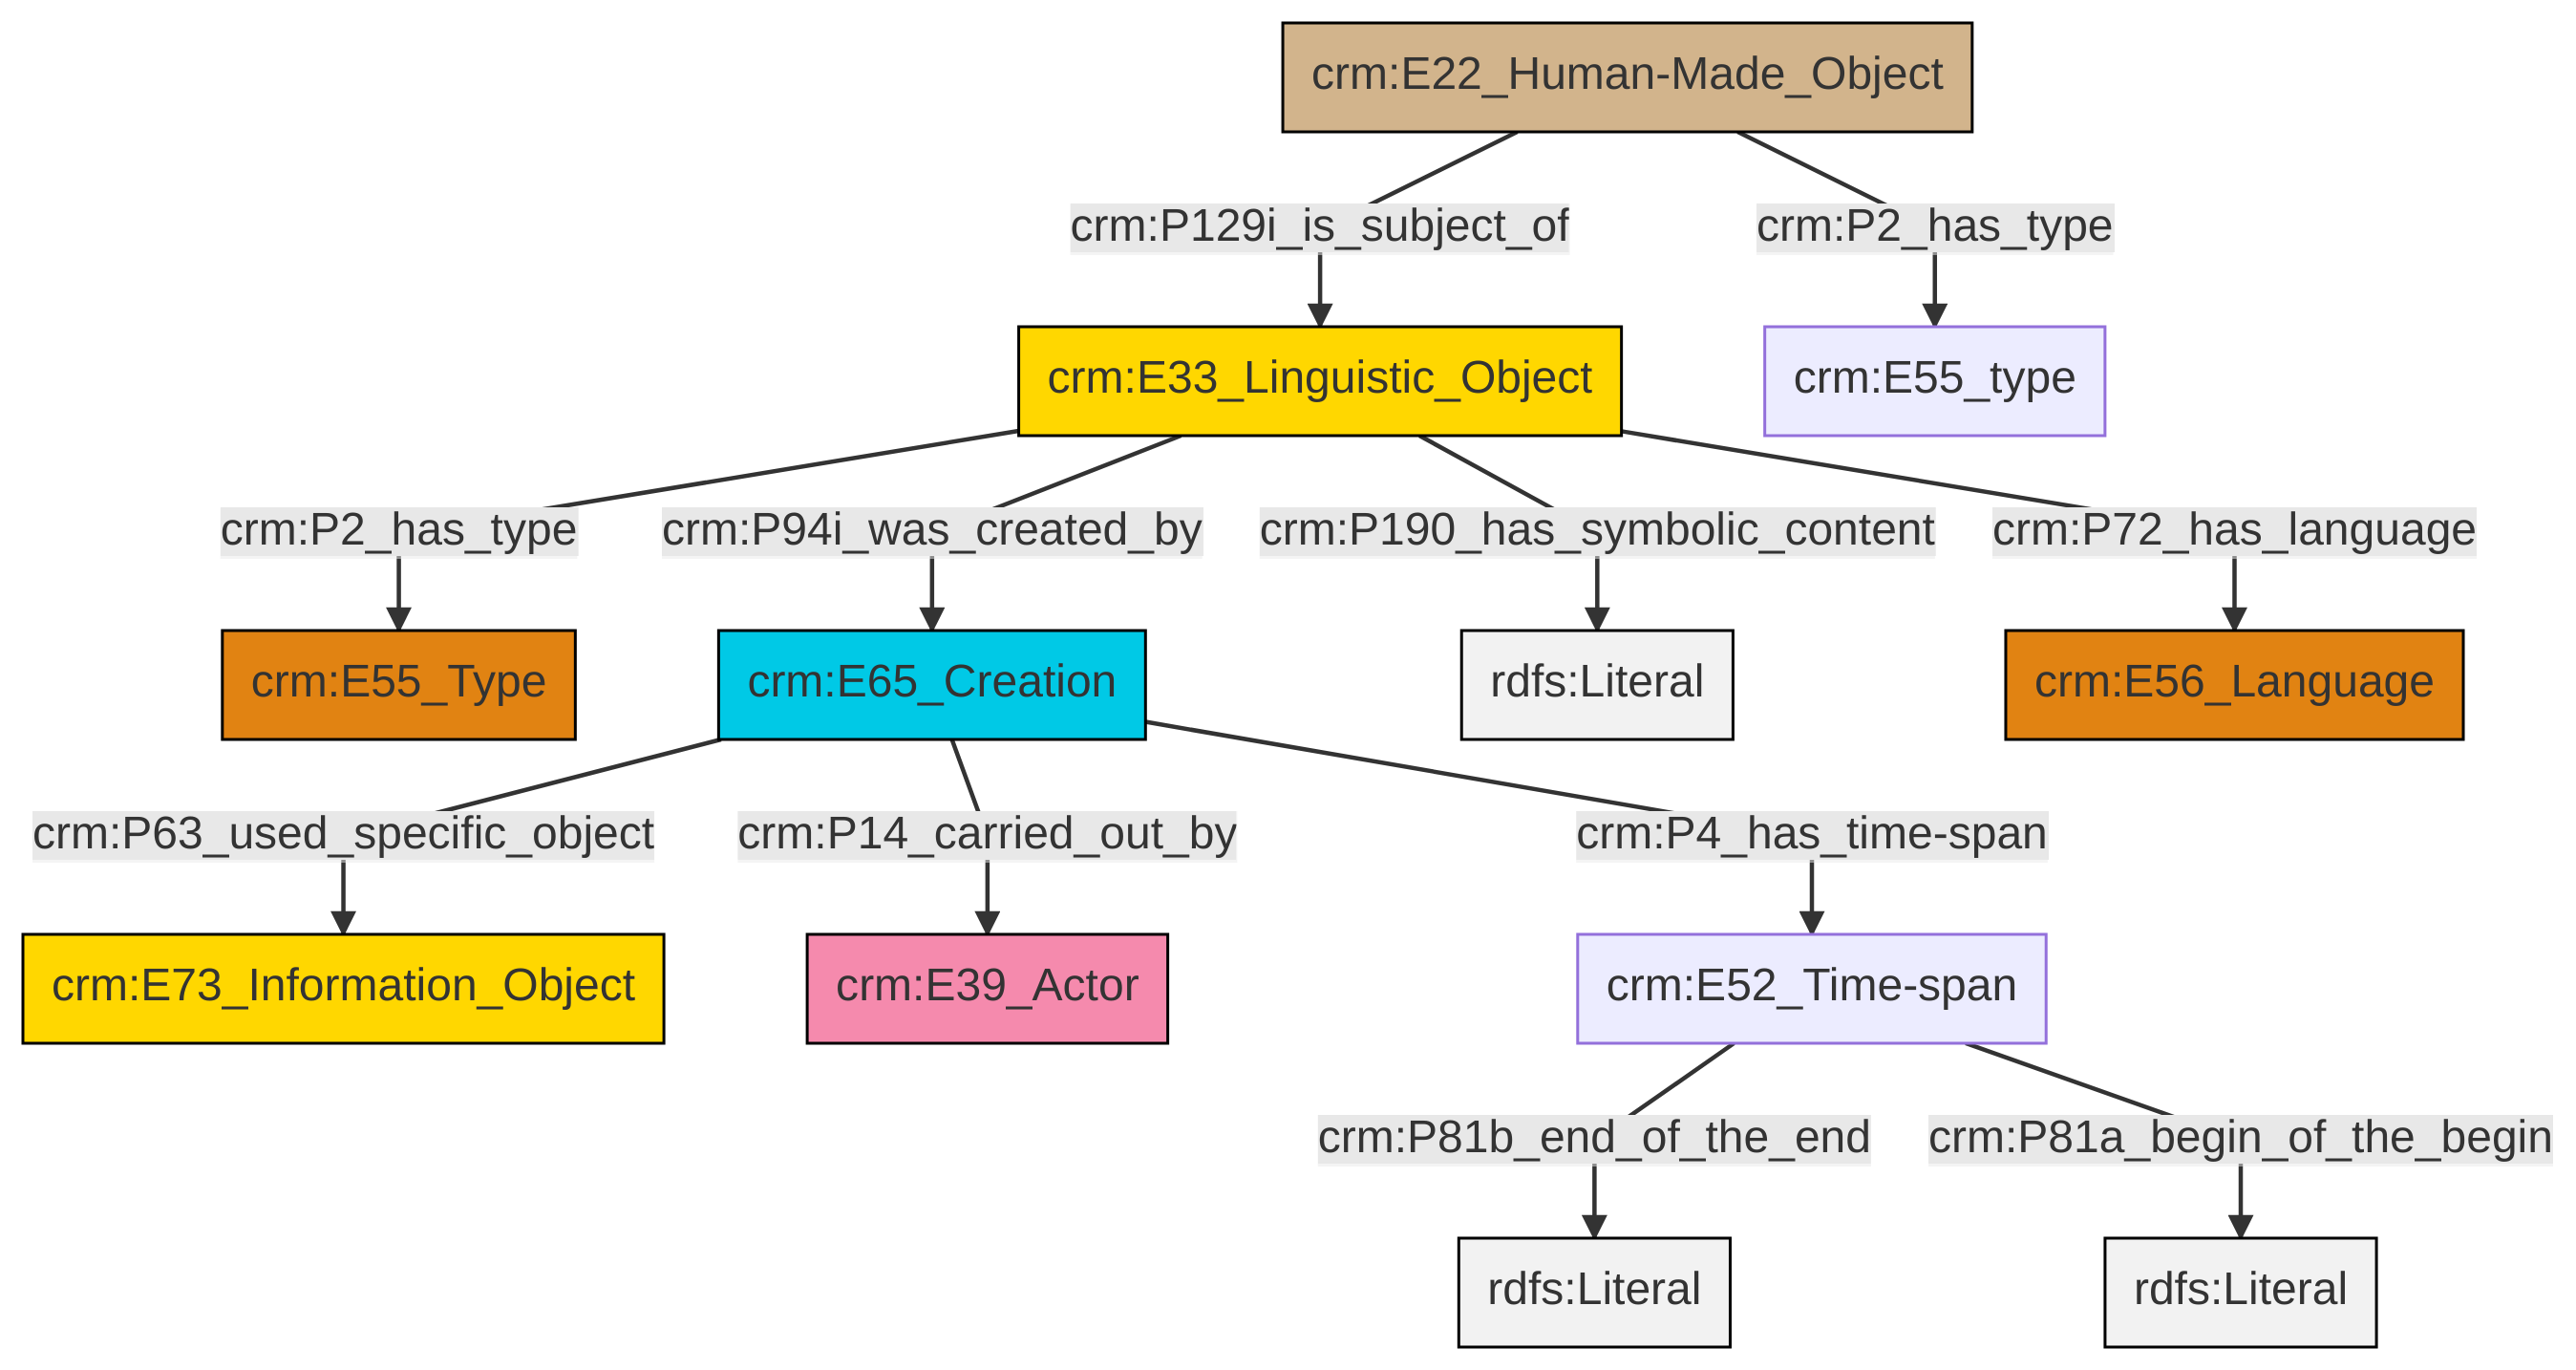 crm:E22_Human-Made_Object
crm:P129i_is_subject_of
crm:P2_has_type
crm:E33_Linguistic_Object
crm:E55_type
crm:P2_has_type
crm:P94i_was_created_by
crm:P190_has_symbolic_content
crm:P72_has_language
crm:E55_Type
crm:E65_Creation
rdfs:Literal
crm:E56_Language
crm:P63_used_specific_object
crm:P14_carried_out_by
crm:P4_has_time-span
crm:E73_Information_Object
crm:E39_Actor
crm:E52_Time-span
crm:P81b_end_of_the_end
crm:P81a_begin_of_the_begin
rdfs:Literal
rdfs:Literal